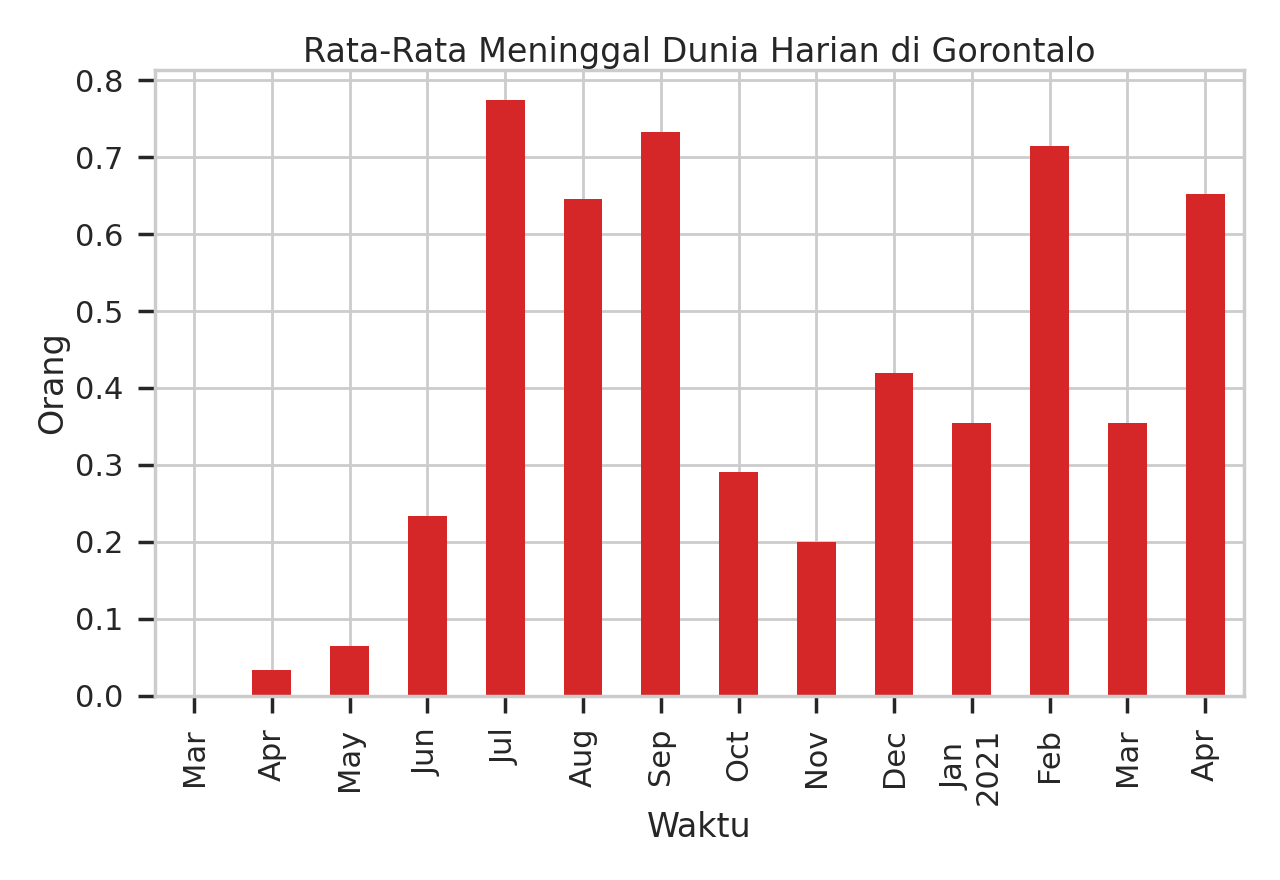 Rata-Rata Meninggal Dunia Harian di Gorontalo
0.8
0.7
0.6
0.5
0.4
0.3
0.2
0.1
0.0
Orang
Mar
Apr
May
Jun
Jul
Aug
Sep
Oct
Nov
Dec
Jan
2021
Feb
Mar
Apr
Waktu